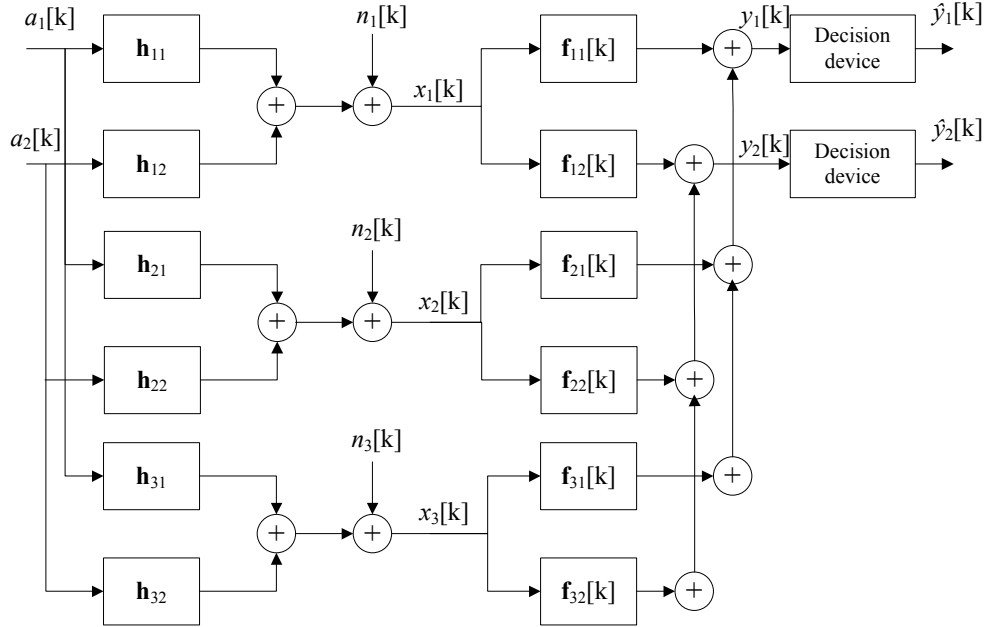 a₁[k]
h₁₁
n₁[k]
x₁[k]
f₁₁[k]
y₁[k]
Decision
device
ŷ₁[k]
a₂[k]
h₁₂
f₁₂[k]
y₂[k]
Decision
device
ŷ₂[k]
+
+
+
+
h₂₁
n₂[k]
x₂[k]
f₂₁[k]
+
+
+
h₂₂
f₂₂[k]
+
h₃₁
n₃[k]
x₃[k]
f₃₁[k]
+
+
+
h₃₂
f₃₂[k]
+